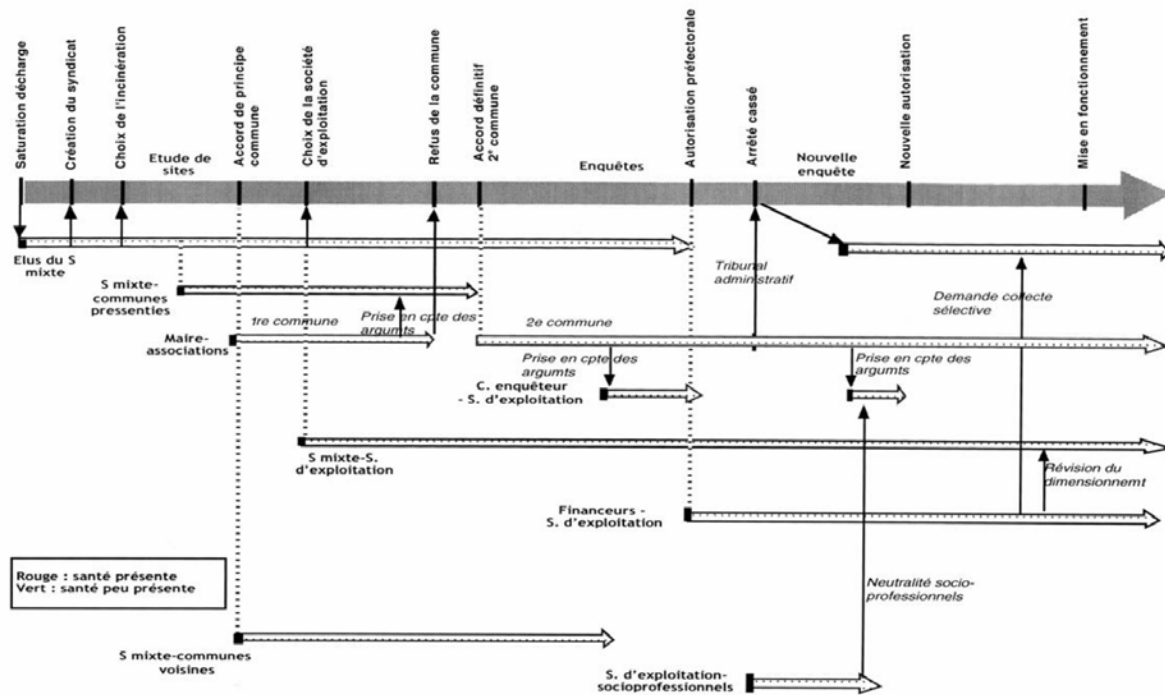 Saturation décharge
Création du syndicat
Choix de l'incinération
Etude de
sites
Accord de principe
commune
Choix de la société
d'exploitation
Refus de la commune
Accord définitif
2e commune
Enquêtes
Autorisation préfectorale
Arrété cassé
Nouvelle
enquête
Nouvelle autorisation
Mise en fonctionnement
Elus du S
mixte
S mixte-
communes
pressenties
Tribunal
administratif
Demande collecte
sélective
Maire-
associations
1re commune
Prise en cpte des
argumts
2e commune
Prise en cpte des
argumts
Prise en cpte des
argumts
C. enquêteur
- S. d'exploitation
S mixte-S.
d'exploitation
Révision du
dimensionnemt
Financeurs -
S. d'exploitation
Rouge : santé présente
Vert : santé peu présente
Neutralité socio-
professionnels
S mixte-communes
voisines
S. d'exploitation-
socioprofessionnels